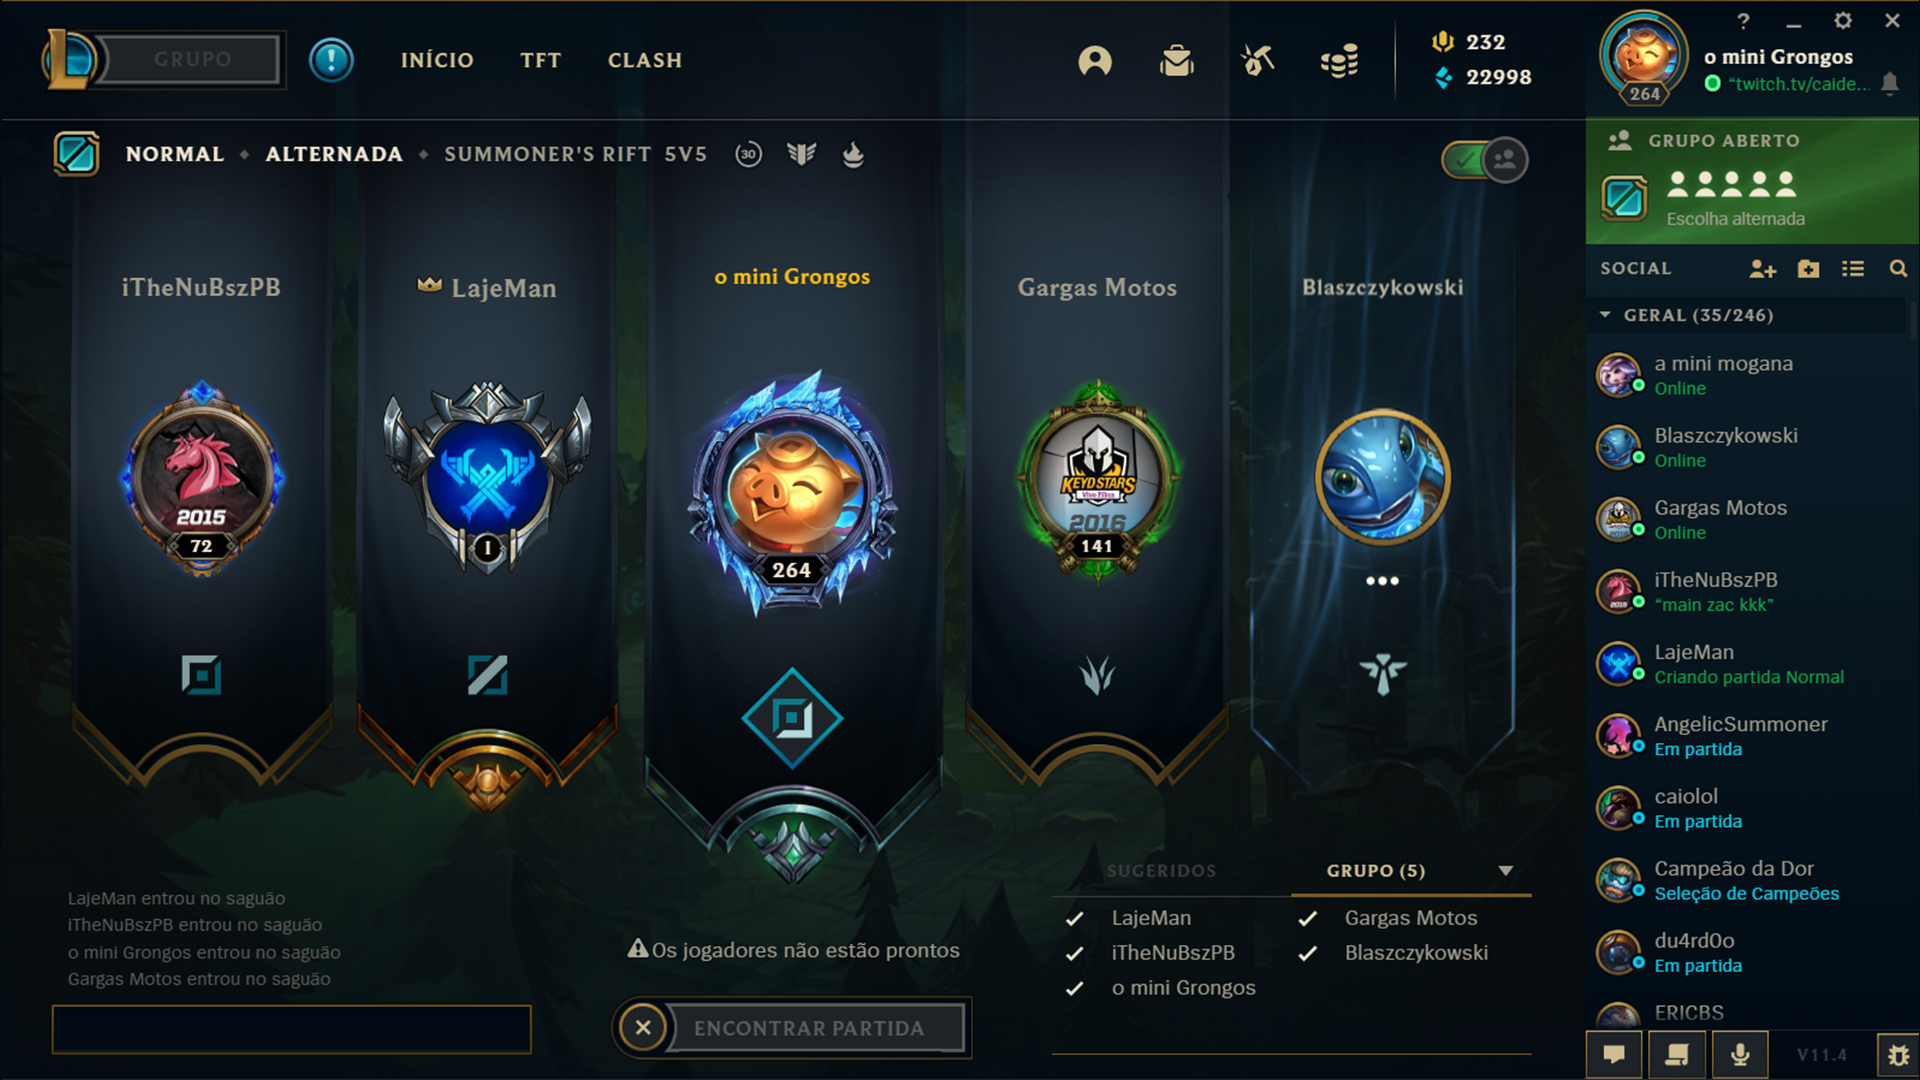 GRUPO
INÍCIO
TFT
CLASH
232
22998
264
o mini Grongos
"twitch.tv/caide...
NORMAL ALTERNADA SUMMONER'S RIFT 5V5 30
GRUPO ABERTO
Escolha alternada
iTheNuBszPB
LajeMan
o mini Grongos
Gargas Motos
Blaszczykowski
2015
72
I
264
KEYD STARS
Vivo Fibra
2016
141
SOCIAL
GERAL (35/246)
a mini mogana
Online
Blaszczykowski
Online
Gargas Motos
Online
iTheNuBszPB
"main zac kkk"
LajeMan
Criando partida Normal
AngelicSummoner
Em partida
caiolol
Em partida
Campeão da Dor
Seleção de Campeões
du4rd0o
Em partida
ERICBS
LajeMan entrou no saguão
iTheNuBszPB entrou no saguão
o mini Grongos entrou no saguão
Gargas Motos entrou no saguão
Os jogadores não estão prontos
ENCONTRAR PARTIDA
SUGERIDOS
GRUPO (5)
LajeMan
Gargas Motos
iTheNuBszPB
Blaszczykowski
o mini Grongos
V11.4